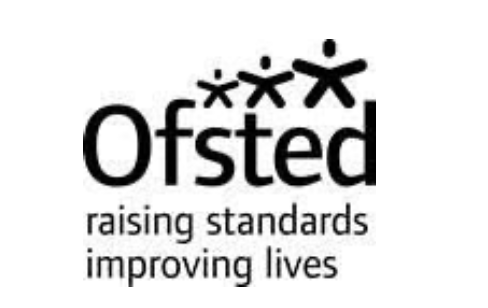 Ofsted
raising standards
improving lives